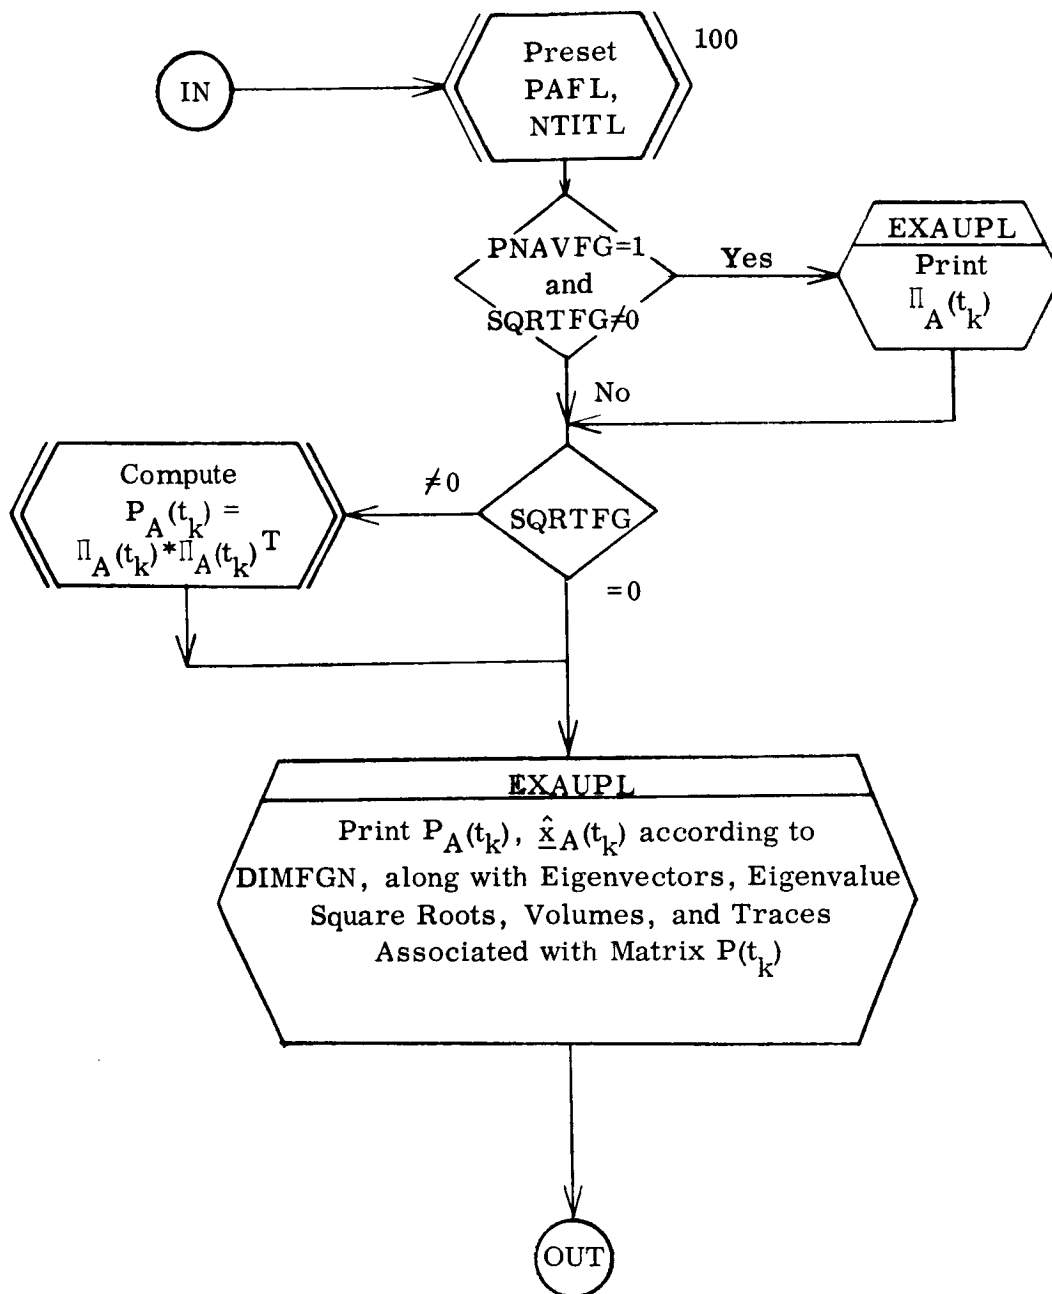 IN
Preset
PAFL,
NTITL
100
PNAVFG=1
and
SQRTFG≠0
Yes
EXAUPL
Print
Π_A(t_k)
No
Compute
P_A(t_k) =
Π_A(t_k)*Π_A(t_k)^T
≠0
SQRTFG
=0
EXAUPL
Print P_A(t_k), x̲̂_A(t_k) according to
DIMFGN, along with Eigenvectors, Eigenvalue
Square Roots, Volumes, and Traces
Associated with Matrix P(t_k)
OUT